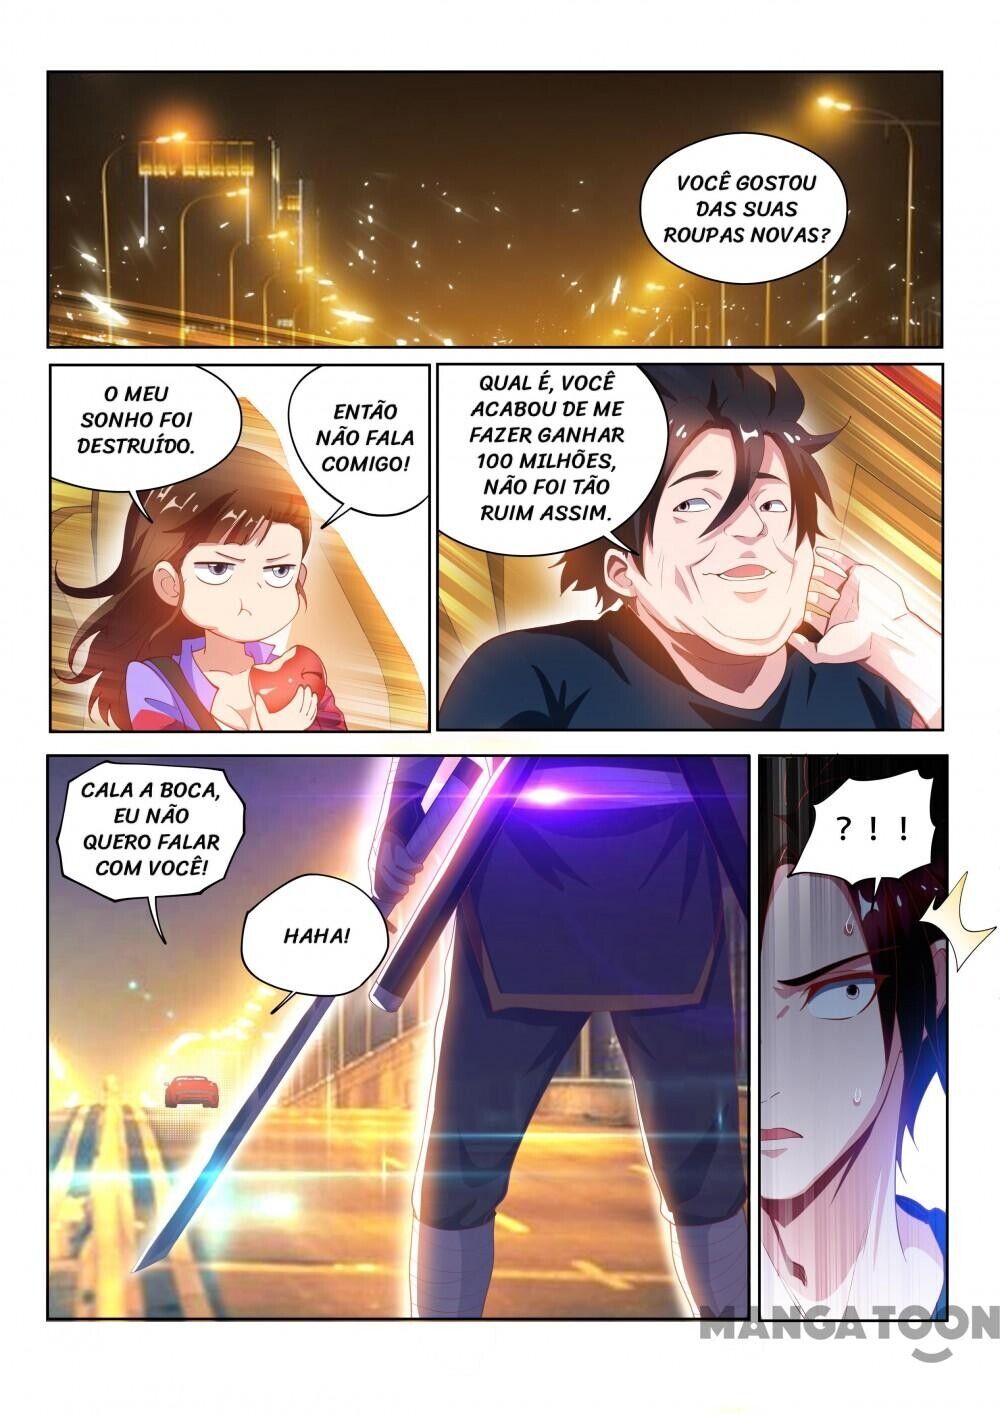 VOCÊ GOSTOU
DAS SUAS
ROUPAS NOVAS?
O MEU
SONHO FOI
DESTRUÍDO.
ENTÃO
NÃO FALA
COMIGO!
QUAL É, VOCÊ
ACABOU DE ME
FAZER GANHAR
100 MILHÕES,
NÃO FOI TÃO
RUIM ASSIM.
CALA A BOCA,
EU NÃO
QUERO FALAR
COM VOCÊ!
HAHA!
?!!
MANGATOON